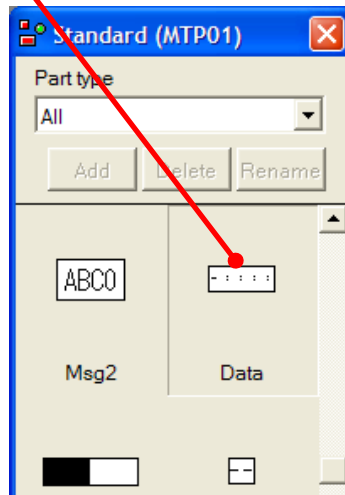 Standard (MTP01)
Part type
All
Add Delete Rename
ABC0
Msg2 Data